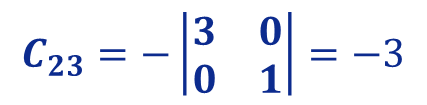 C₂₃ = − |3 0| = −3
|0 1|